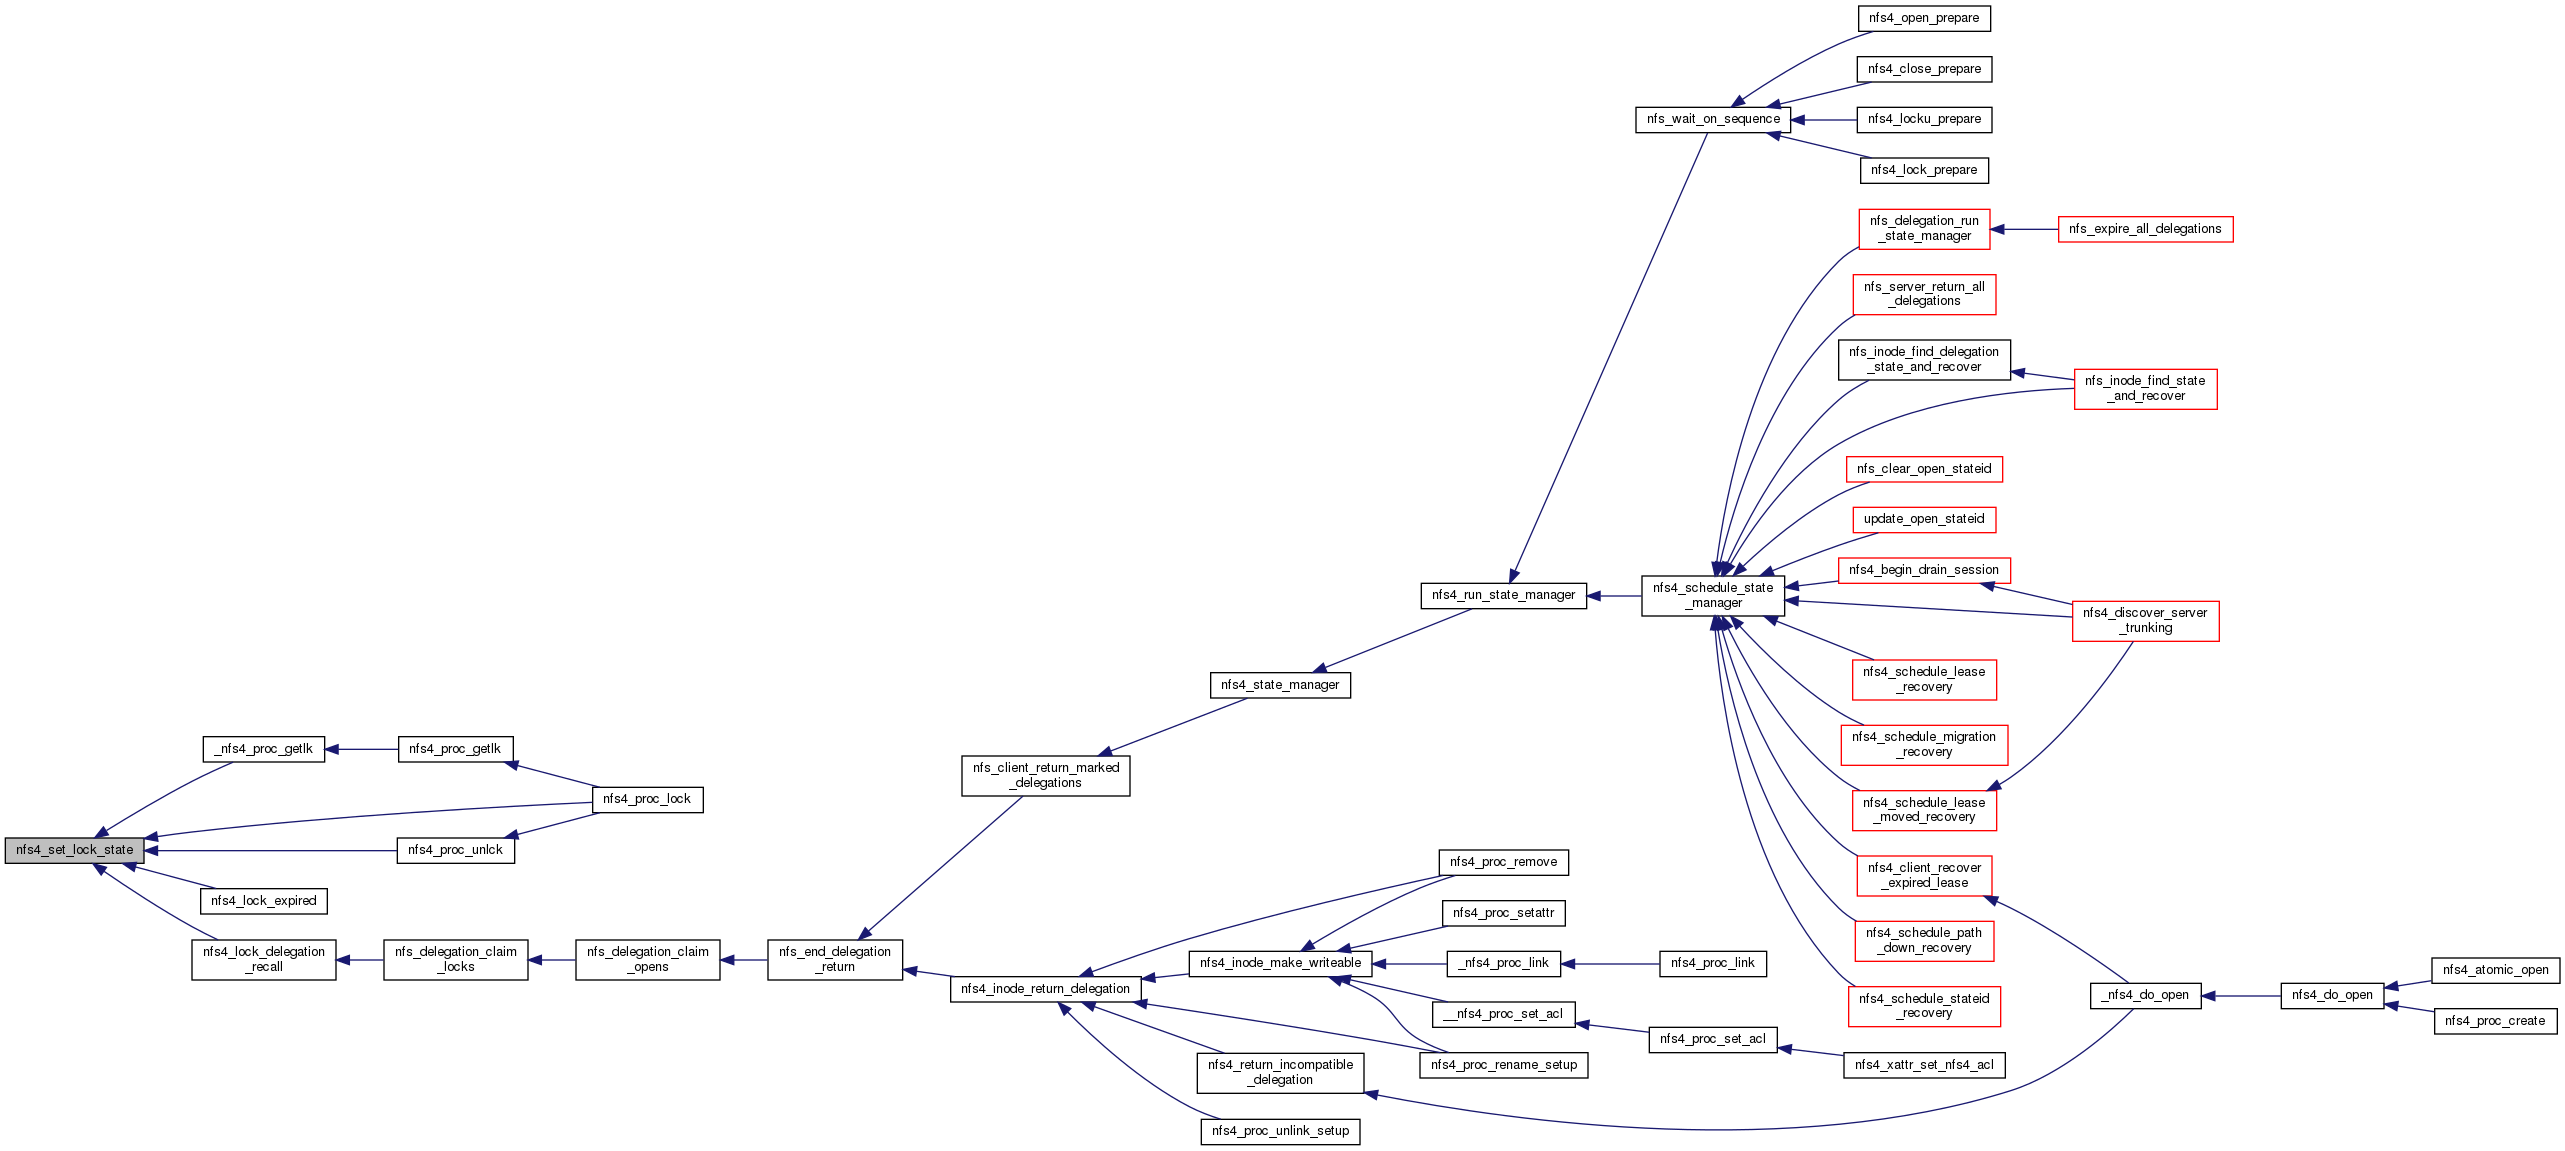 nfs4_open_prepare
nfs4_close_prepare
nfs_wait_on_sequence
nfs4_locku_prepare
nfs4_lock_prepare
nfs_delegation_run
_state_manager
nfs_expire_all_delegations
nfs_server_return_all
_delegations
nfs_inode_find_delegation
_state_and_recover
nfs_inode_find_state
_and_recover
nfs_clear_open_stateid
update_open_stateid
nfs4_begin_drain_session
nfs4_run_state_manager
nfs4_schedule_state
_manager
nfs4_discover_server
_trunking
nfs4_schedule_lease
_recovery
nfs4_state_manager
nfs4_schedule_migration
_recovery
_nfs4_proc_getlk
nfs4_proc_getlk
nfs_client_return_marked
_delegations
nfs4_proc_lock
nfs4_schedule_lease
_moved_recovery
nfs4_set_lock_state
nfs4_proc_unlck
nfs4_proc_remove
nfs4_client_recover
_expired_lease
nfs4_lock_expired
nfs4_proc_setattr
nfs4_schedule_path
_down_recovery
nfs4_lock_delegation
_recall
nfs_delegation_claim
_locks
nfs_delegation_claim
_opens
nfs_end_delegation
_return
nfs4_inode_make_writeable
_nfs4_proc_link
nfs4_proc_link
nfs4_atomic_open
nfs4_inode_return_delegation
nfs4_schedule_stateid
_recovery
_nfs4_do_open
nfs4_do_open
__nfs4_proc_set_acl
nfs4_proc_create
nfs4_proc_set_acl
nfs4_return_incompatible
_delegation
nfs4_proc_rename_setup
nfs4_xattr_set_nfs4_acl
nfs4_proc_unlink_setup